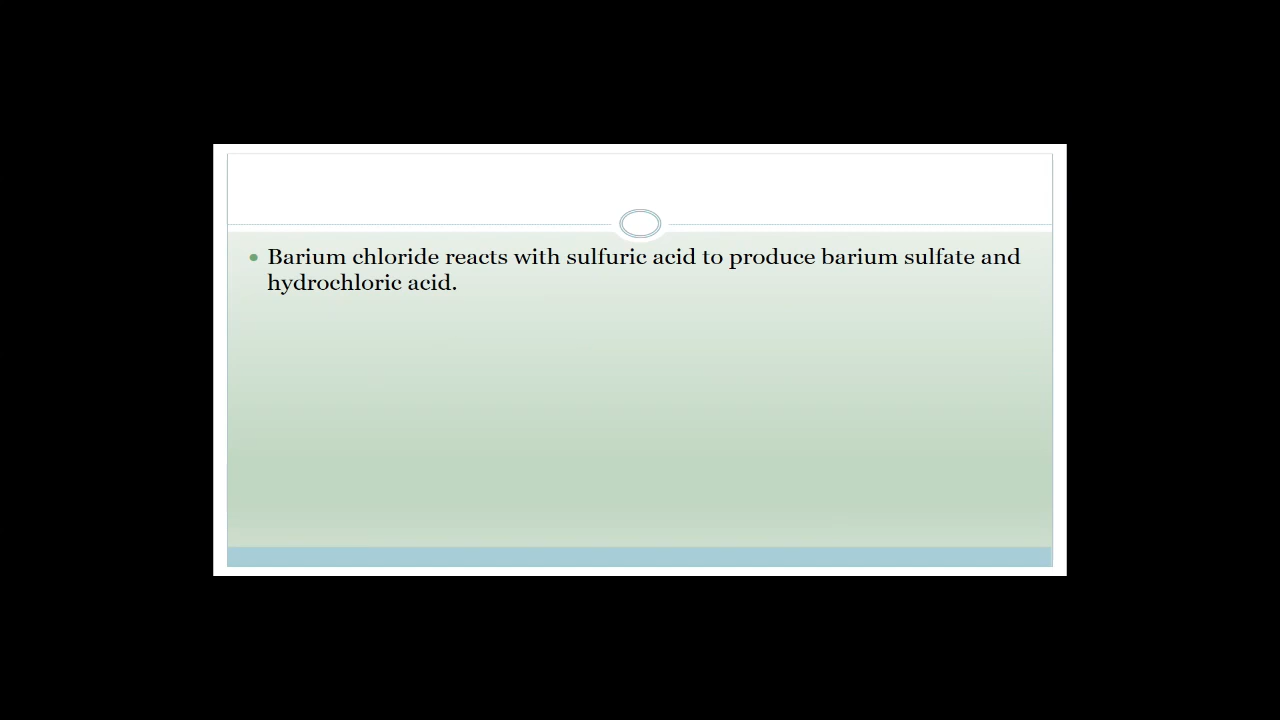 Barium chloride reacts with sulfuric acid to produce barium sulfate and
hydrochloric acid.